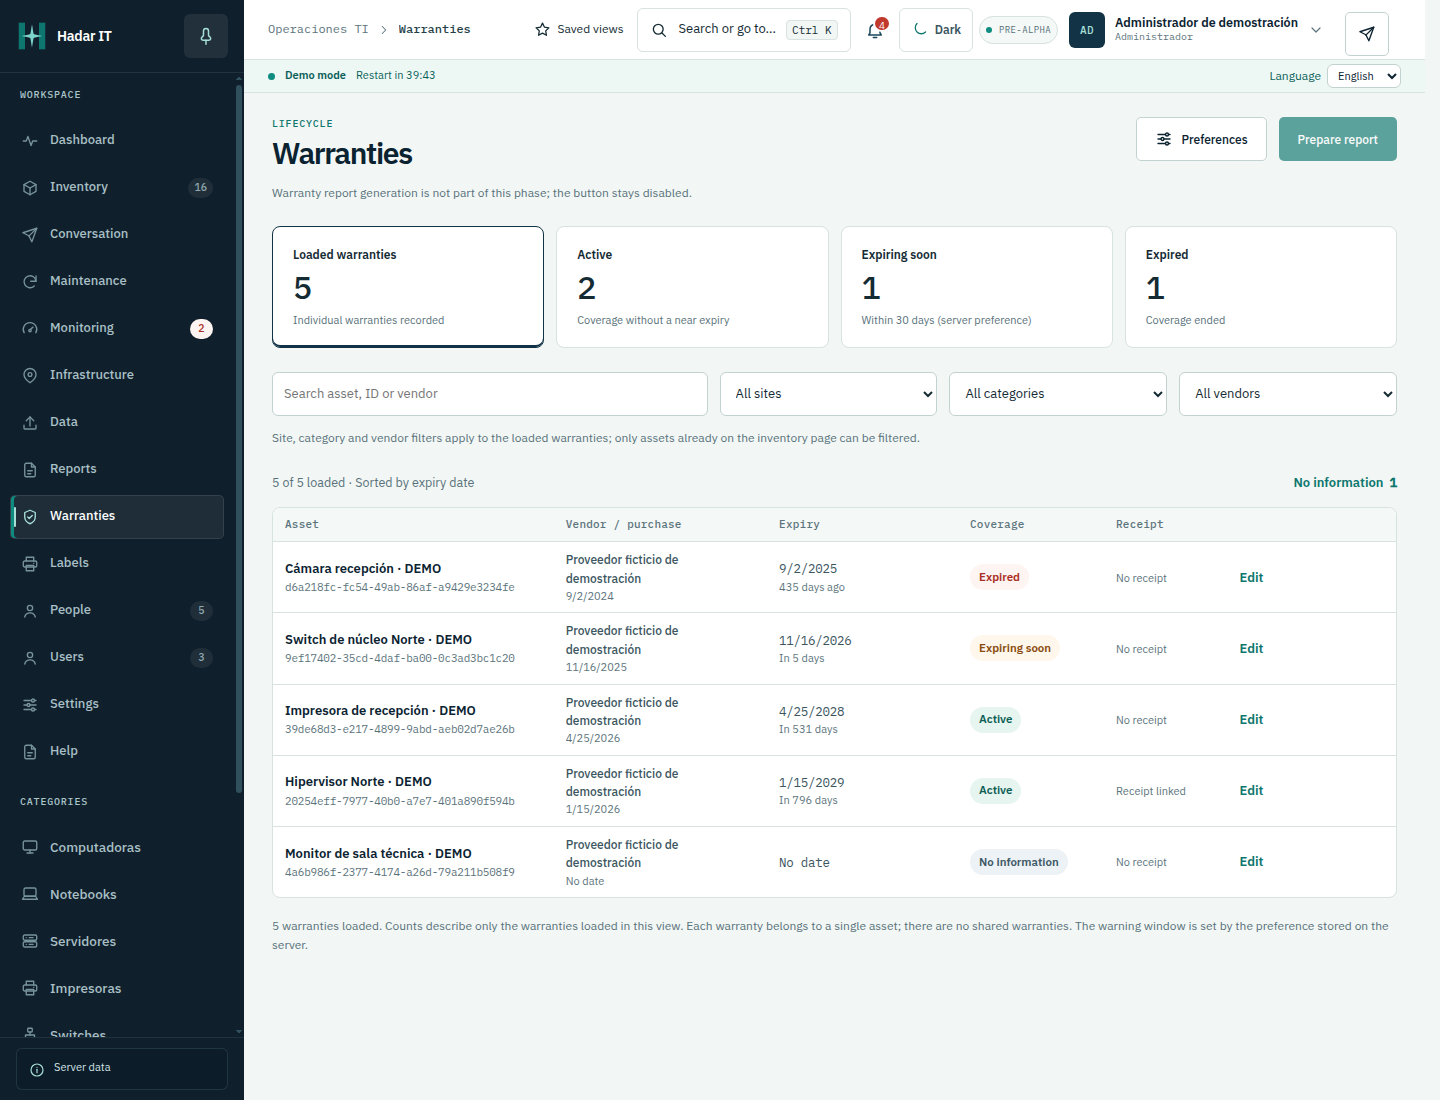 Hadar IT
WORKSPACE
Dashboard
Inventory 16
Conversation
Maintenance
Monitoring 2
Infrastructure
Data
Reports
Warranties
Labels
People 5
Users 3
Settings
Help
CATEGORIES
Computadoras
Notebooks
Servidores
Impresoras
Switches
Server data
Operaciones TI > Warranties
Saved views
Search or go to... Ctrl K
4
Dark
PRE-ALPHA
AD
Administrador de demostración
Administrador
Demo mode Restart in 39:43
Language English
LIFECYCLE
Warranties
Preferences
Prepare report
Warranty report generation is not part of this phase; the button stays disabled.
Loaded warranties
5
Individual warranties recorded
Active
2
Coverage without a near expiry
Expiring soon
1
Within 30 days (server preference)
Expired
1
Coverage ended
Search asset, ID or vendor
All sites
All categories
All vendors
Site, category and vendor filters apply to the loaded warranties; only assets already on the inventory page can be filtered.
5 of 5 loaded · Sorted by expiry date
No information 1
Asset Vendor / purchase Expiry Coverage Receipt
Cámara recepción · DEMO
d6a218fc-fc54-49ab-86af-a9429e3234fe
Proveedor ficticio de
demostración
9/2/2024
9/2/2025
435 days ago
Expired
No receipt
Edit
Switch de núcleo Norte · DEMO
9ef17402-35cd-4daf-ba00-0c3ad3bc1c20
Proveedor ficticio de
demostración
11/16/2025
11/16/2026
In 5 days
Expiring soon
No receipt
Edit
Impresora de recepción · DEMO
39de68d3-e217-4899-9abd-aeb02d7ae26b
Proveedor ficticio de
demostración
4/25/2026
4/25/2028
In 531 days
Active
No receipt
Edit
Hipervisor Norte · DEMO
20254eff-7977-40b0-a7e7-401a890f594b
Proveedor ficticio de
demostración
1/15/2026
1/15/2029
In 796 days
Active
Receipt linked
Edit
Monitor de sala técnica · DEMO
4a6b986f-2377-4174-a26d-79a211b508f9
Proveedor ficticio de
demostración
No date
No date
No information
No receipt
Edit
5 warranties loaded. Counts describe only the warranties loaded in this view. Each warranty belongs to a single asset; there are no shared warranties. The warning window is set by the preference stored on the
server.